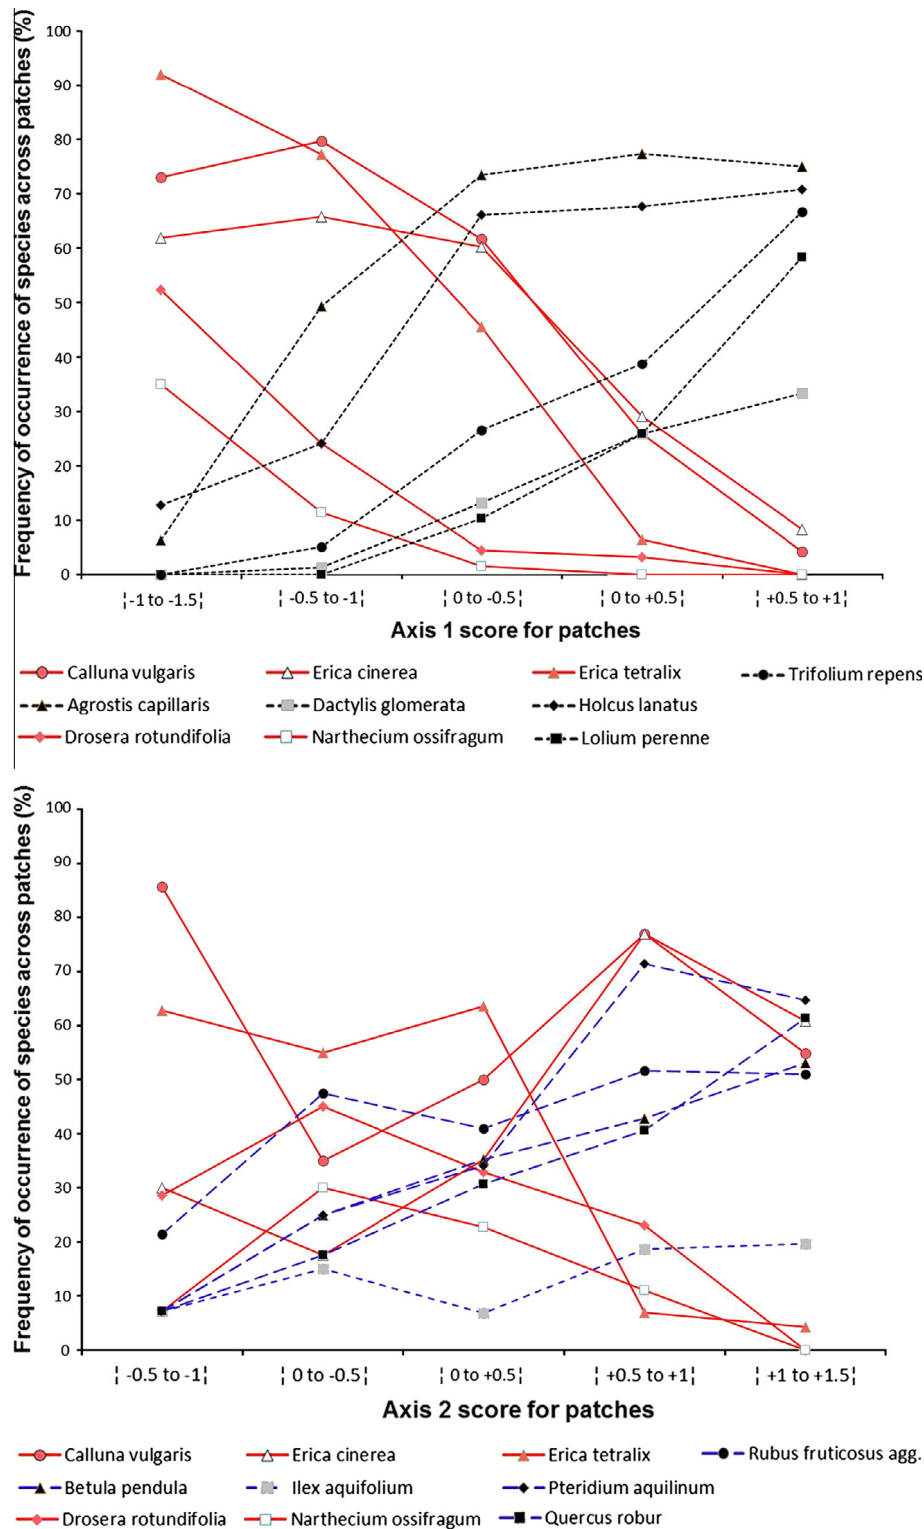 Frequency of occurrence of species across patches (%)
100
90
80
70
60
50
40
30
20
10
0
¦-1 to -1.5¦ ¦-0.5 to -1¦ ¦ 0 to -0.5¦ ¦ 0 to +0.5¦ ¦ +0.5 to +1¦
Axis 1 score for patches
Calluna vulgaris Erica cinerea Erica tetralix Trifolium repens
Agrostis capillaris Dactylis glomerata Holcus lanatus
Drosera rotundifolia Narthecium ossifragum Lolium perenne
Frequency of occurrence of species across patches (%)
100
90
80
70
60
50
40
30
20
10
0
¦ -0.5 to -1¦ ¦ 0 to -0.5¦ ¦ 0 to +0.5¦ ¦ +0.5 to +1¦ ¦ +1 to +1.5¦
Axis 2 score for patches
Calluna vulgaris Erica cinerea Erica tetralix Rubus fruticosus agg.
Betula pendula Ilex aquifolium Pteridium aquilinum
Drosera rotundifolia Narthecium ossifragum Quercus robur